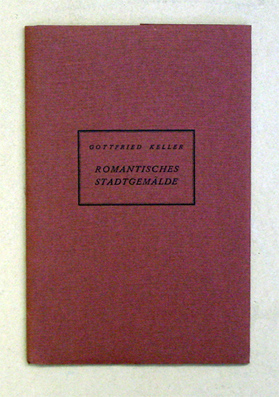 GOTTFRIED KELLER
ROMANTISCHES
STADTGEMÄLDE